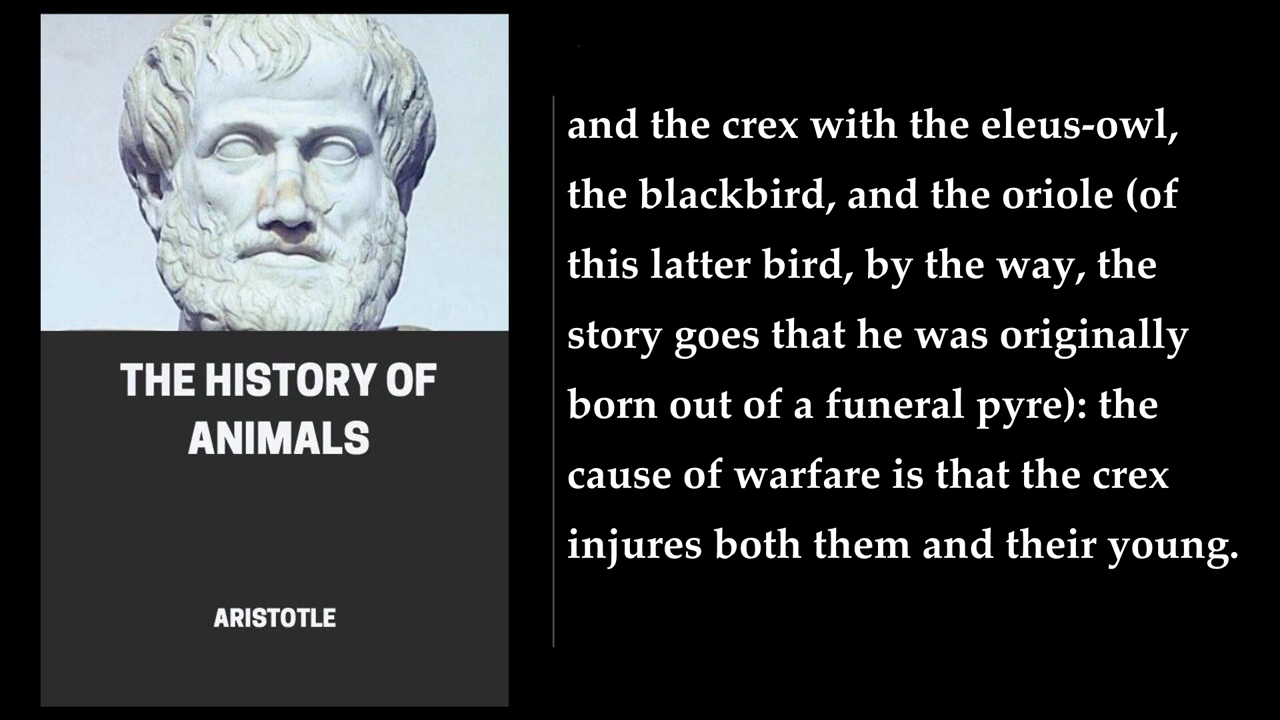 THE HISTORY OF
ANIMALS
ARISTOTLE
and the crex with the eleus-owl,
the blackbird, and the oriole (of
this latter bird, by the way, the
story goes that he was originally
born out of a funeral pyre): the
cause of warfare is that the crex
injures both them and their young.